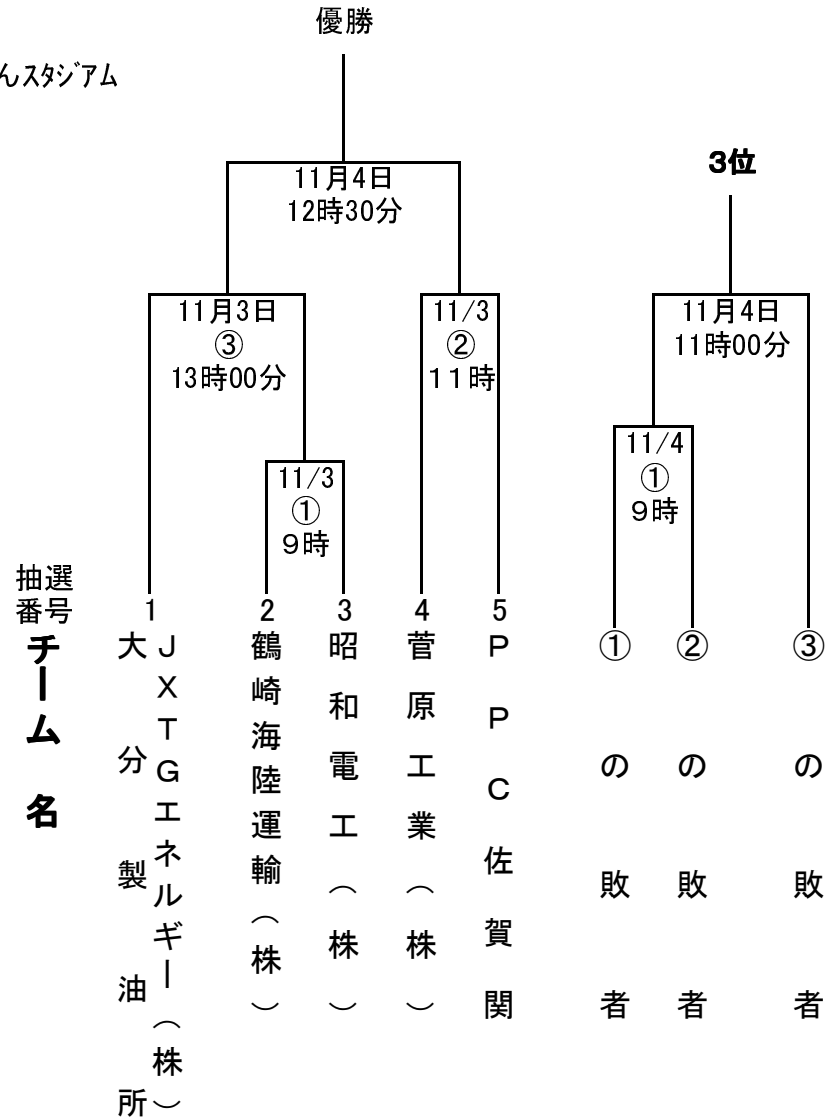 優勝
んスタジアム
3位
11月4日
12時30分
11月3日
③
13時00分
11/3
②
11時
11月4日
11時00分
11/4
①
9時
11/3
①
9時
抽選
番号
1
2
3
4
5
チーム 名
JXTGエネルギー(株)
大分製油所
鶴崎海陸運輸(株)
昭和電工(株)
菅原工業(株)
PPC佐賀関
①の敗者
②の敗者
③の敗者